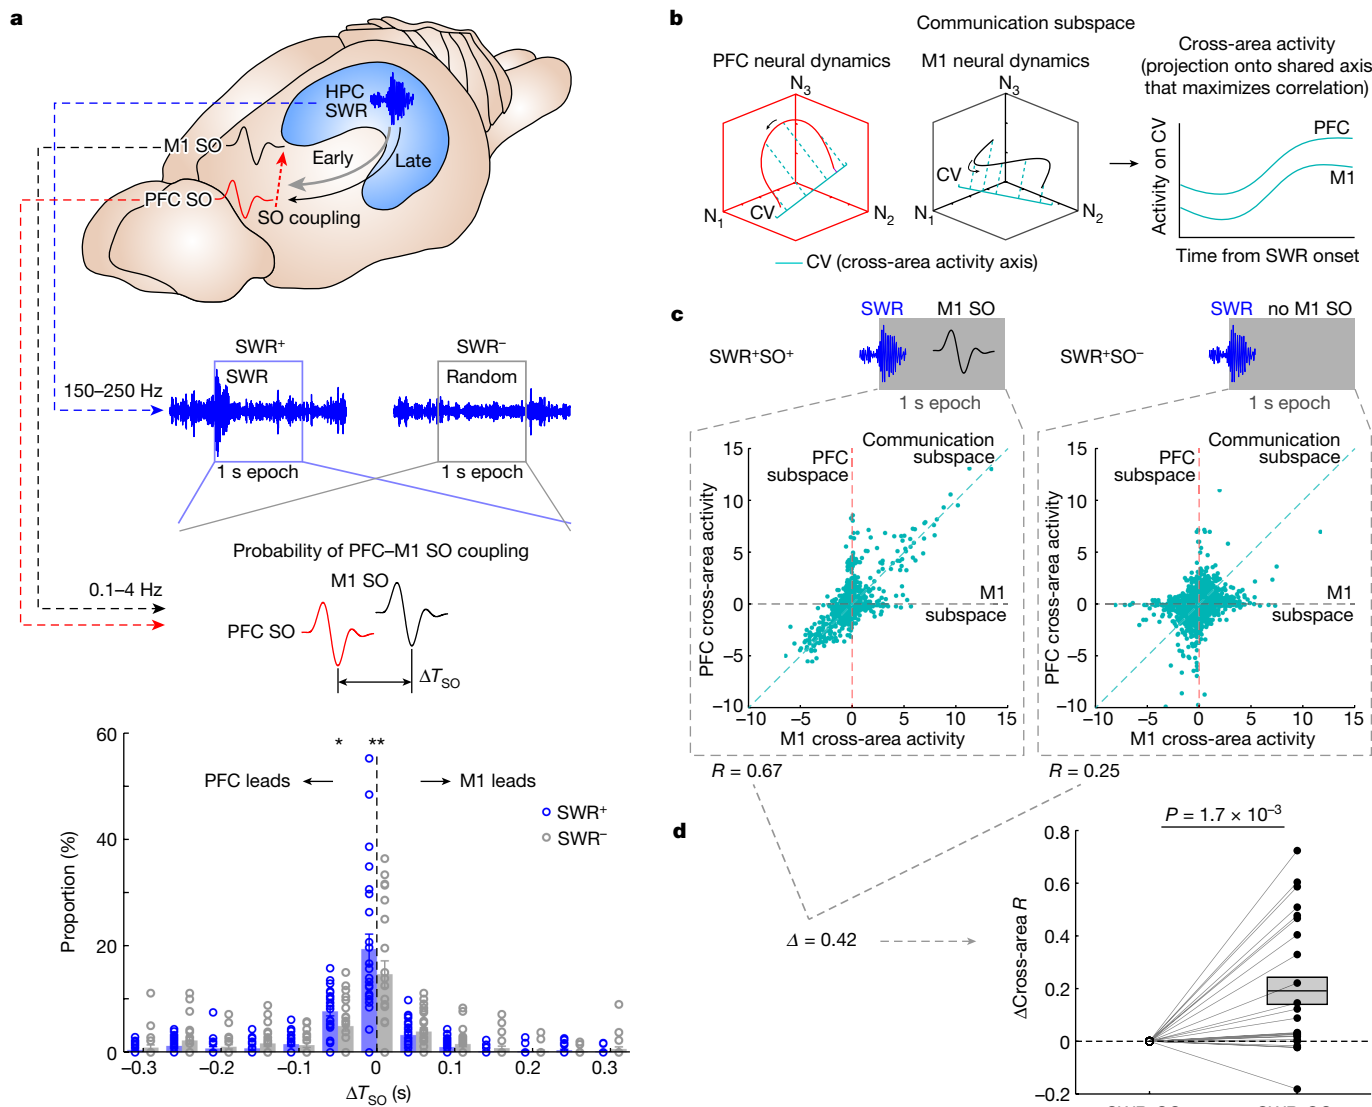 a
HPC
SWR
M1 SO
Early
Late
PFC SO
SO coupling
SWR⁺
SWR⁻
SWR
Random
150–250 Hz
1 s epoch
1 s epoch
Probability of PFC–M1 SO coupling
0.1–4 Hz
M1 SO
PFC SO
ΔT_SO
60
*
**
PFC leads
M1 leads
SWR⁺
SWR⁻
40
20
0
Proportion (%)
−0.3
−0.2
−0.1
0
0.1
0.2
0.3
ΔT_SO (s)
b
Communication subspace
PFC neural dynamics
M1 neural dynamics
Cross-area activity
(projection onto shared axis
that maximizes correlation)
N₃
N₃
CV
CV
N₁
N₂
N₁
N₂
CV (cross-area activity axis)
Activity on CV
PFC
M1
Time from SWR onset
c
SWR
M1 SO
SWR
no M1 SO
SWR⁺SO⁺
SWR⁺SO⁻
1 s epoch
1 s epoch
15
PFC
subspace
Communication
subspace
10
5
0
−5
−10
M1
subspace
PFC cross-area activity
−10
−5
0
5
10
15
M1 cross-area activity
15
PFC
subspace
Communication
subspace
10
5
0
−5
−10
M1
subspace
PFC cross-area activity
−10
−5
0
5
10
15
M1 cross-area activity
R = 0.67
R = 0.25
Δ = 0.42
d
P = 1.7 × 10⁻³
0.8
0.6
0.4
0.2
0
−0.2
ΔCross-area R